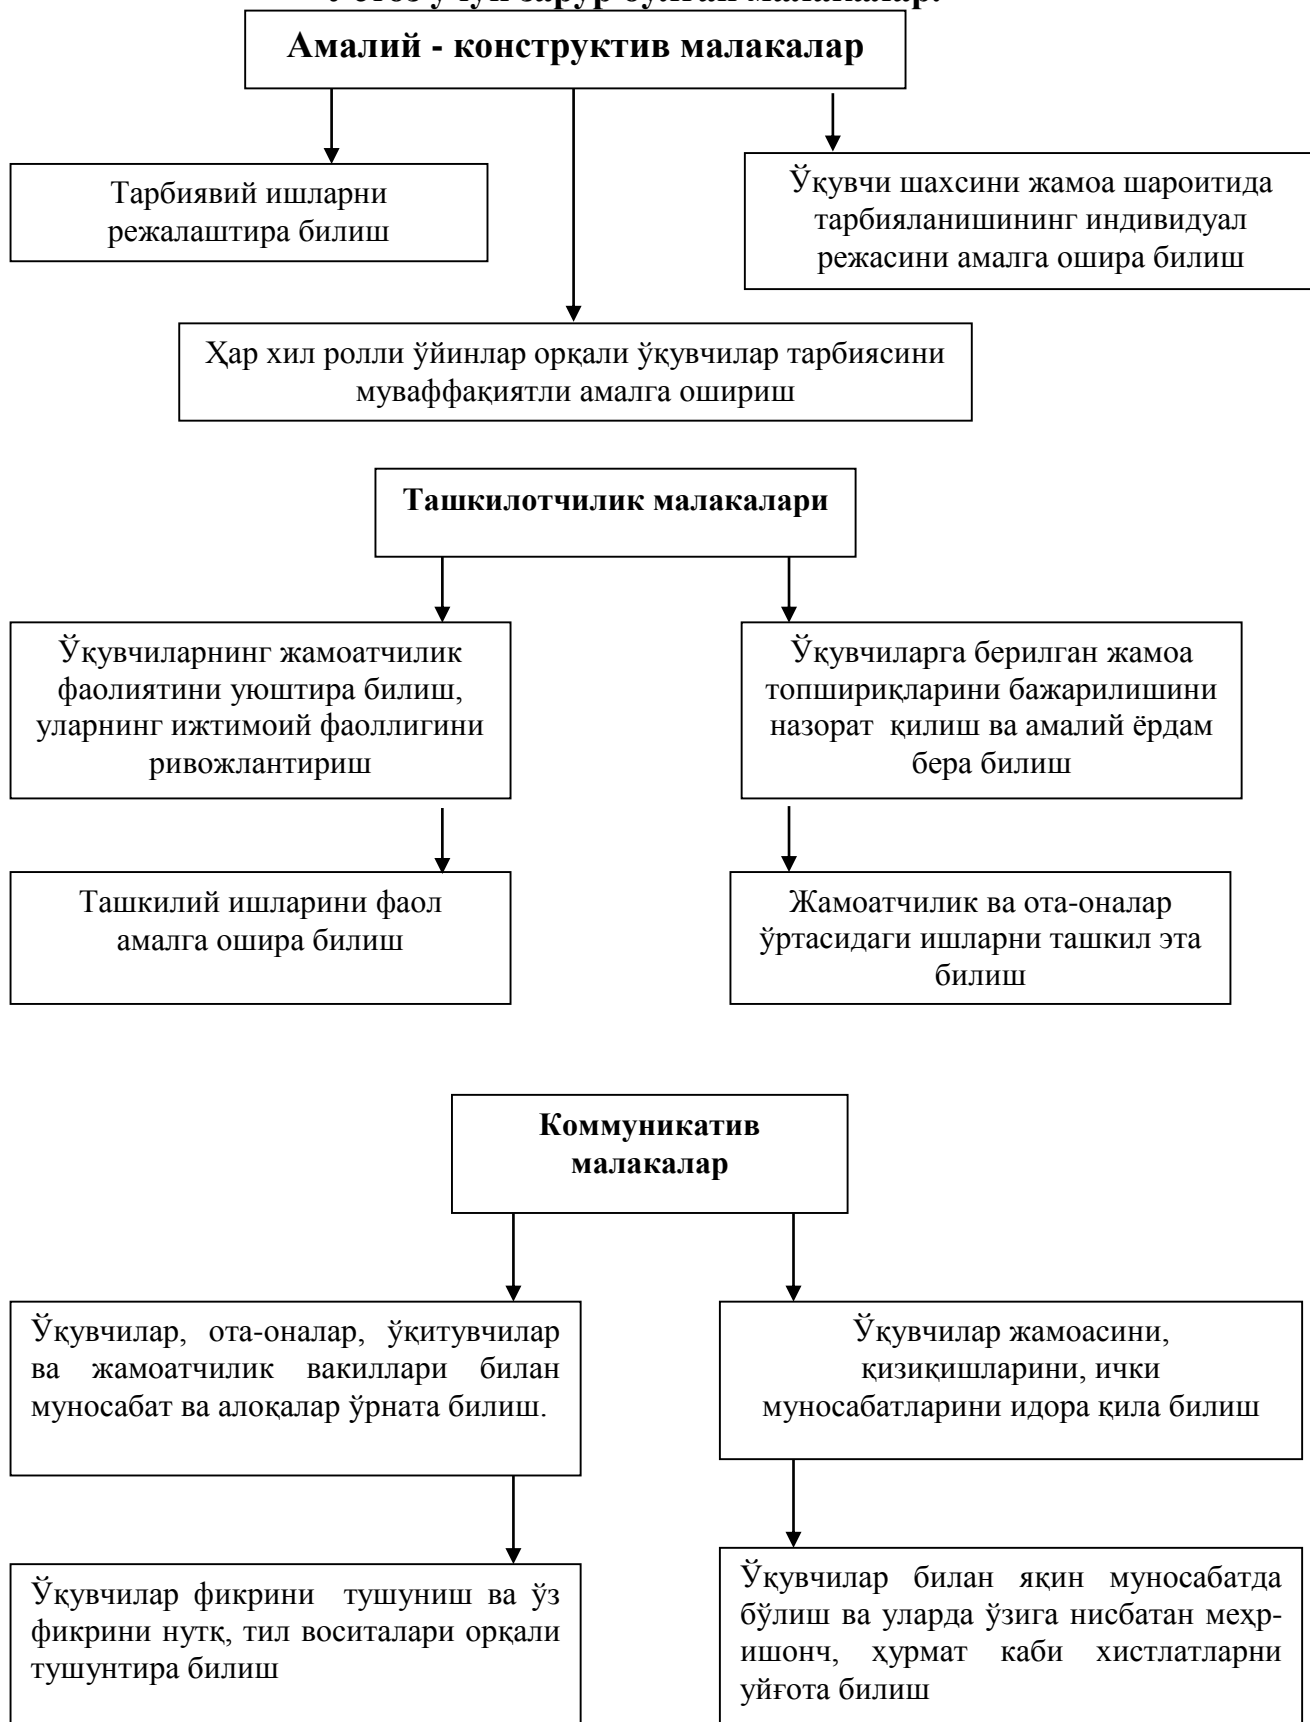 учун зарур бўлган малакалар.
Амалий - конструктив малакалар
Тарбиявий ишларни
режалаштира билиш
Ўқувчи шахсини жамоа шароитида
тарбияланишининг индивидуал
режасини амалга ошира билиш
Ҳар хил ролли ўйинлар орқали ўқувчилар тарбиясини
муваффақиятли амалга ошириш
Ташкилотчилик малакалари
Ўқувчиларнинг жамоатчилик
фаолиятини уюштира билиш,
уларнинг ижтимоий фаоллигини
ривожлантириш
Ўқувчиларга берилган жамоа
топшириқларини бажарилишини
назорат қилиш ва амалий ёрдам
бера билиш
Ташкилий ишларини фаол
амалга ошира билиш
Жамоатчилик ва ота-оналар
ўртасидаги ишларни ташкил эта
билиш
Коммуникатив
малакалар
Ўқувчилар, ота-оналар, ўқитувчилар
ва жамоатчилик вакиллари билан
муносабат ва алоқалар ўрната билиш.
Ўқувчилар жамоасини,
қизиқишларини, ички
муносабатларини идора қила билиш
Ўқувчилар фикрини тушуниш ва ўз
фикрини нутқ, тил воситалари орқали
тушунтира билиш
Ўқувчилар билан яқин муносабатда
бўлиш ва уларда ўзига нисбатан меҳр-
ишонч, ҳурмат каби хистлатларни
уйғота билиш